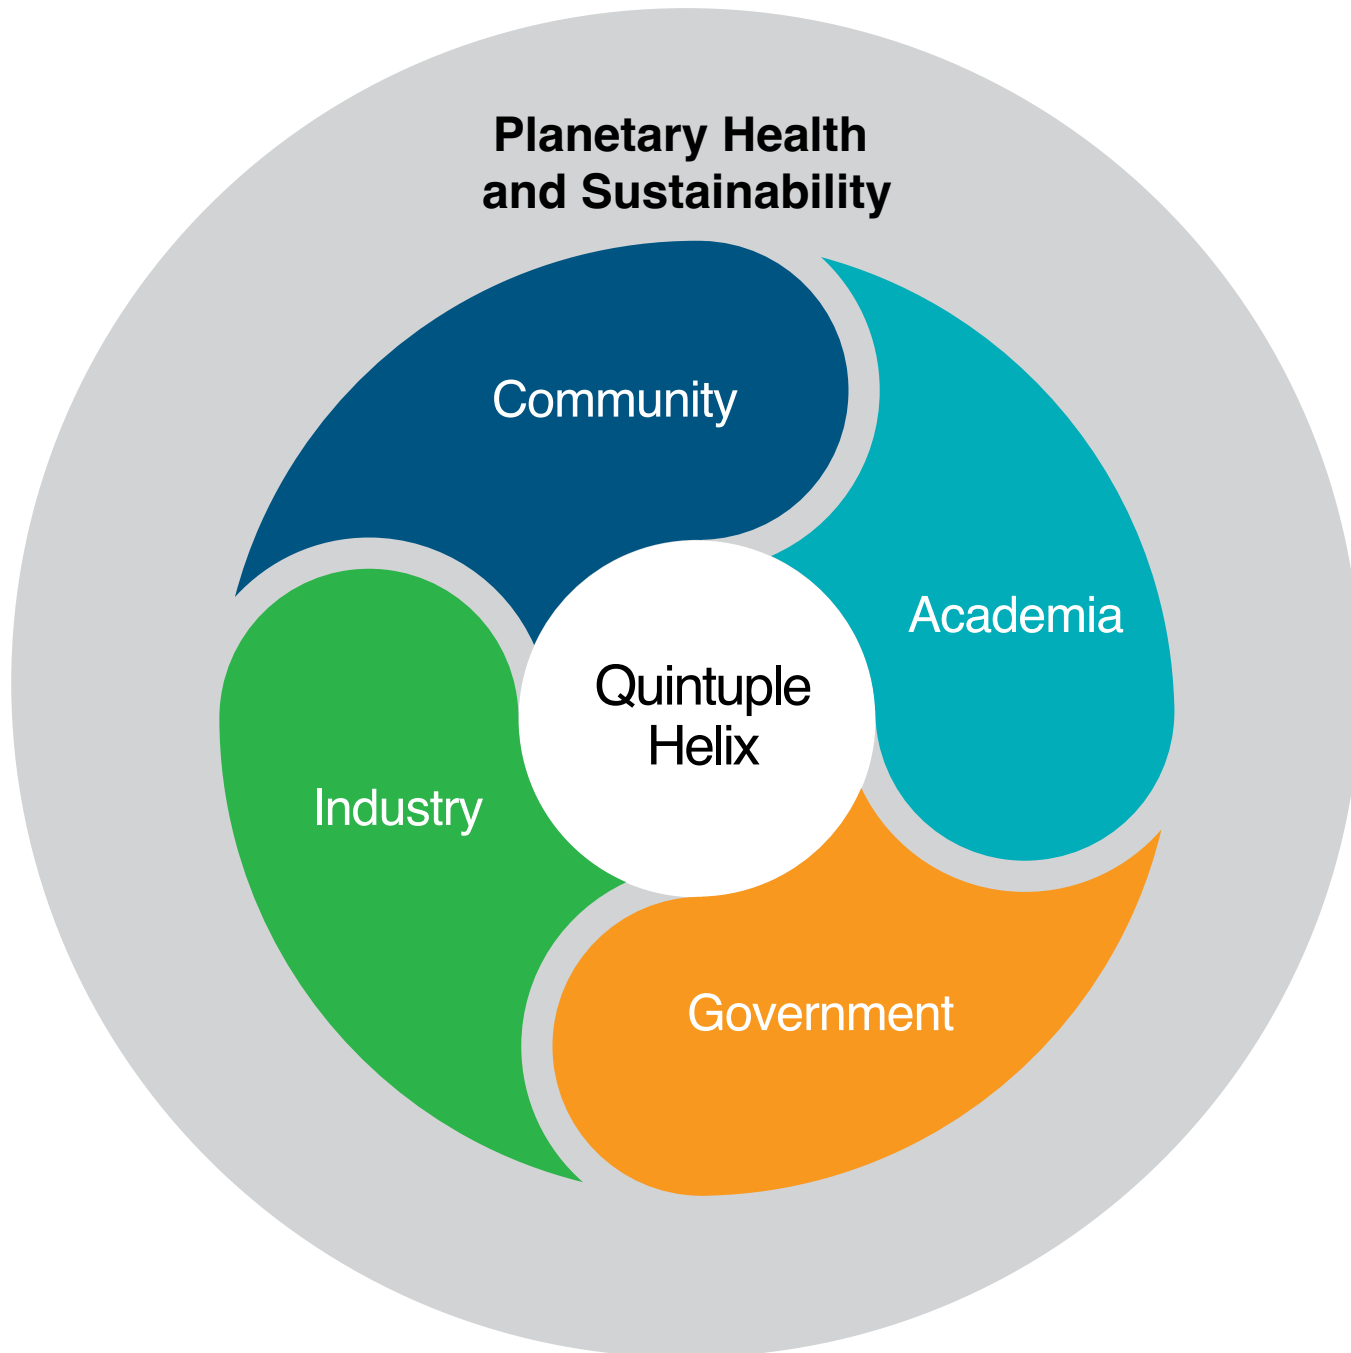 Planetary Health
and Sustainability
Community
Academia
Quintuple
Helix
Industry
Government